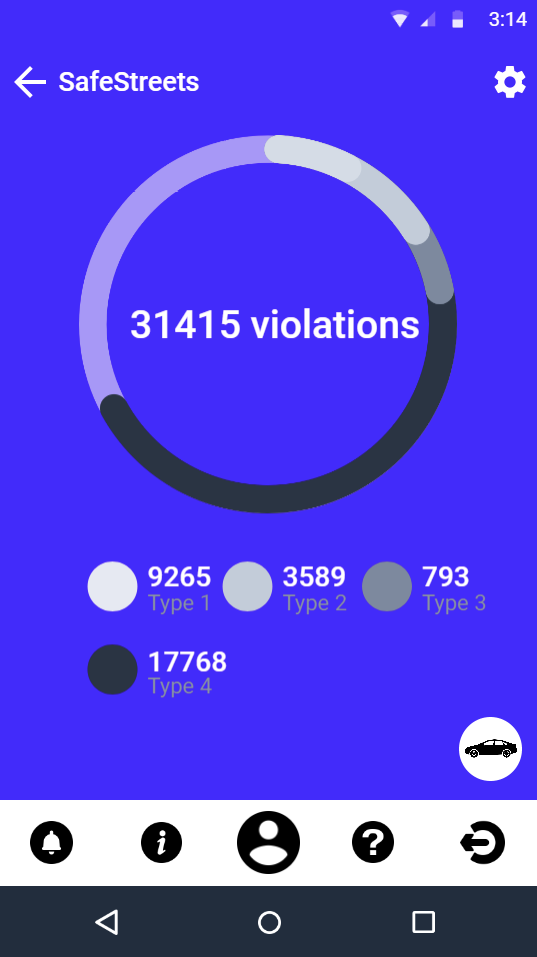 3:14
SafeStreets
31415 violations
9265 3589 793
Type 1 Type 2 Type 3
17768
Type 4